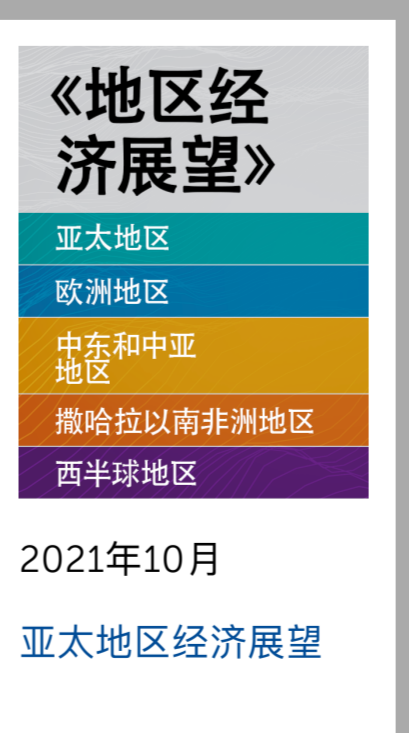 《地区经
济展望》
亚太地区
欧洲地区
中东和中亚
地区
撒哈拉以南非洲地区
西半球地区
2021年10月
亚太地区经济展望